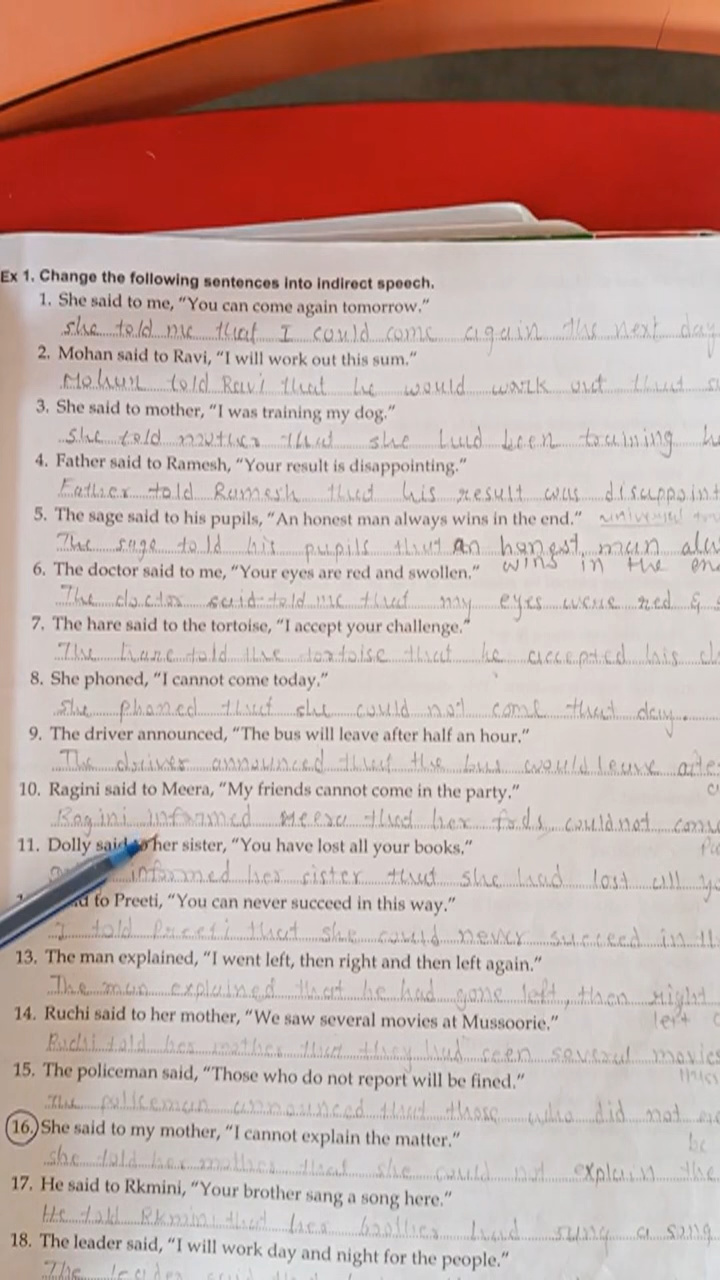 Ex 1. Change the following sentences into indirect speech.
1. She said to me, "You can come again tomorrow."
she told me that I could come again the next day
2. Mohan said to Ravi, "I will work out this sum."
Mohun told Ravi that he would work out that
3. She said to mother, "I was training my dog."
She told mother that she had been training
4. Father said to Ramesh, "Your result is disappointing."
Father told Ramesh that his result was disappoint
5. The sage said to his pupils, "An honest man always wins in the end."
The sage told his pupils that an honest man
wins in the
6. The doctor said to me, "Your eyes are red and swollen."
The doctor told me that my eyes were red &
7. The hare said to the tortoise, "I accept your challenge."
The hare told the tortoise that he accepted his
8. She phoned, "I cannot come today."
She phoned that she could not come that day.
9. The driver announced, "The bus will leave after half an hour."
The driver announced that the bus would leave
10. Ragini said to Meera, "My friends cannot come in the party."
Ragini informed Meera that her frds could not
11. Dolly said her sister, "You have lost all your books."
informed her sister that she had lost all
to Preeti, "You can never succeed in this way."
I told Preeti that she could never succeed in
13. The man explained, "I went left, then right and then left again."
The man explained that he had gone left, then right
left
14. Ruchi said to her mother, "We saw several movies at Mussoorie."
Ruchi told her mother that they had seen several movies
15. The policeman said, "Those who do not report will be fined."
The policeman announced that those who did not
be
16. She said to my mother, "I cannot explain the matter."
She told her mother that she could not explain the
17. He said to Rkmini, "Your brother sang a song here."
He told Rkmini that her brother had sung a song
18. The leader said, "I will work day and night for the people."
The leader said that